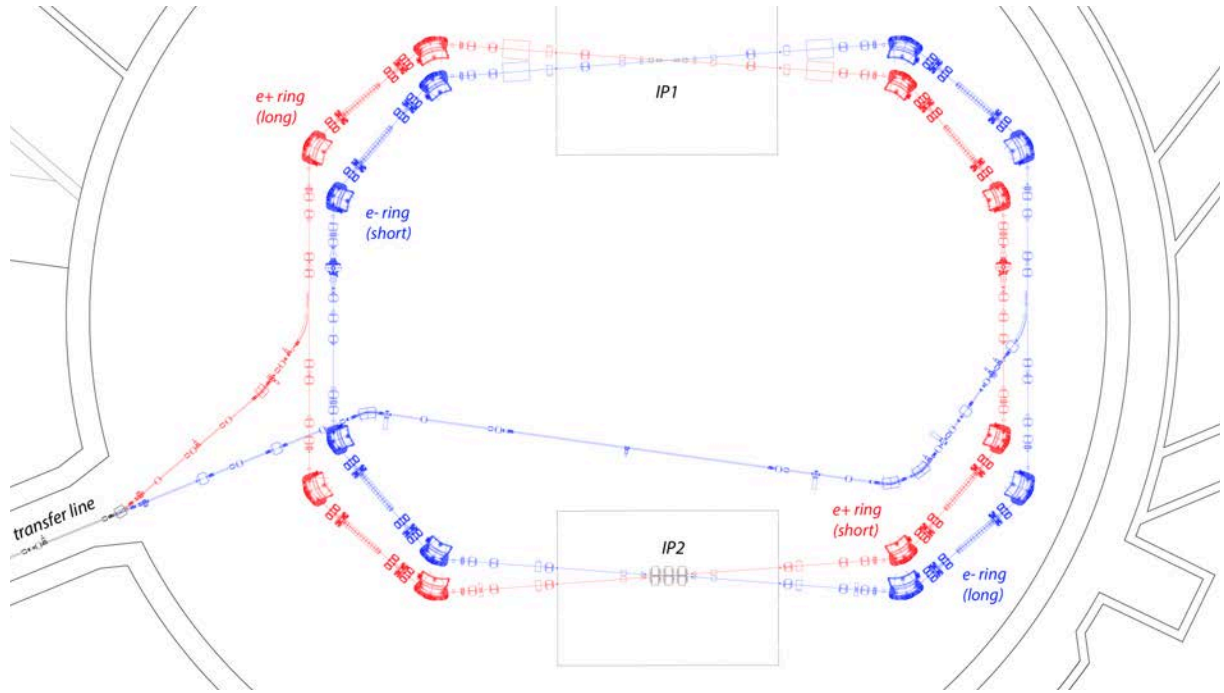 IP1
e+ ring
(long)
e- ring
(short)
transfer line
e+ ring
(short)
IP2
e- ring
(long)